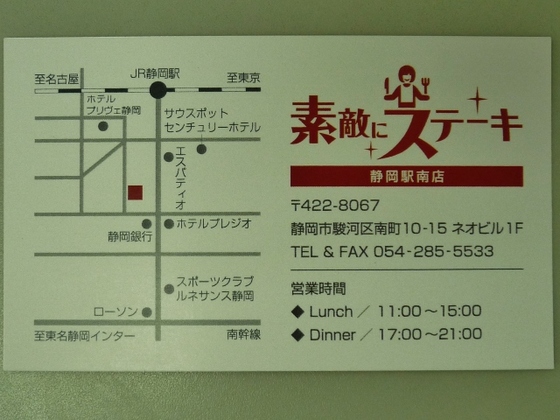 JR静岡駅
至名古屋
至東京
ホテル
プリヴェ静岡
サウスポット
センチュリーホテル
エスパティオ
静岡銀行
ホテルプレジオ
スポーツクラブ
ルネサンス静岡
ローソン
至東名静岡インター
南幹線
素敵にステーキ
静岡駅南店
〒422-8067
静岡市駿河区南町10-15 ネオビル1F
TEL & FAX 054-285-5533
営業時間
◆ Lunch ／ 11:00～15:00
◆ Dinner ／ 17:00～21:00